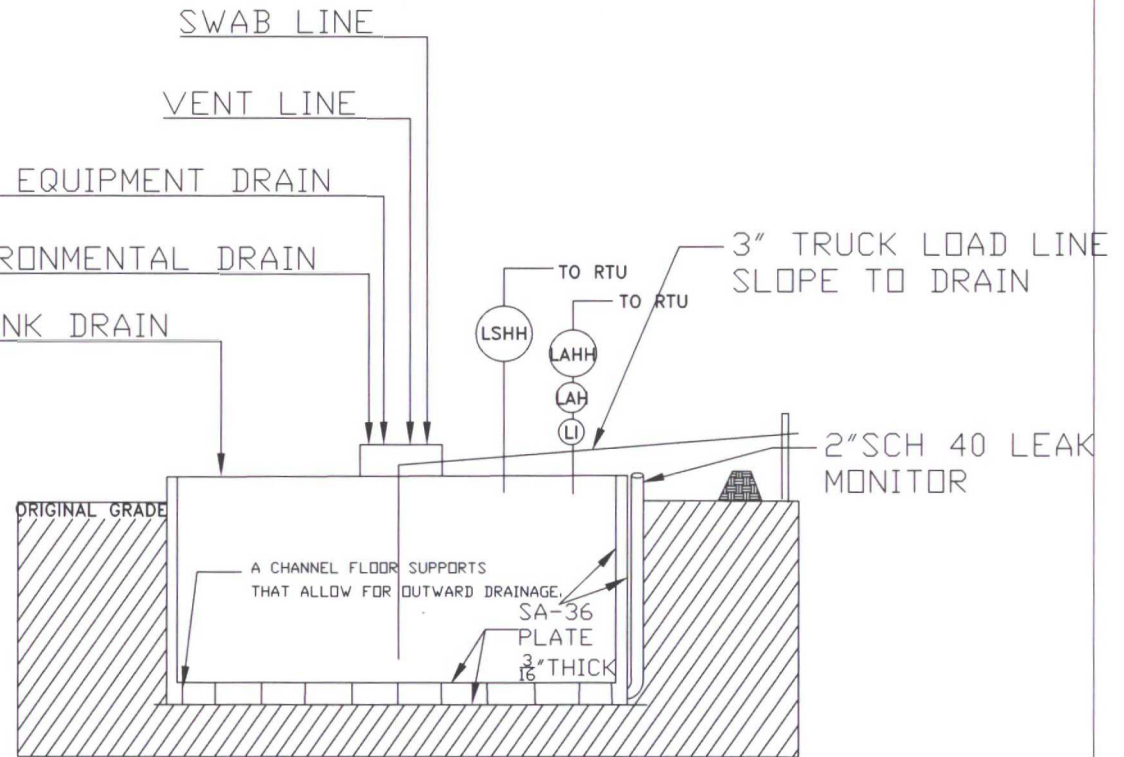 SWAB LINE
VENT LINE
EQUIPMENT DRAIN
RONMENTAL DRAIN
NK DRAIN
TO RTU
TO RTU
LSHH
LAHH
LAH
LI
3" TRUCK LOAD LINE
SLOPE TO DRAIN
2"SCH 40 LEAK
MONITOR
ORIGINAL GRADE
A CHANNEL FLOOR SUPPORTS
THAT ALLOW FOR OUTWARD DRAINAGE.
SA-36
PLATE
3/16"THICK